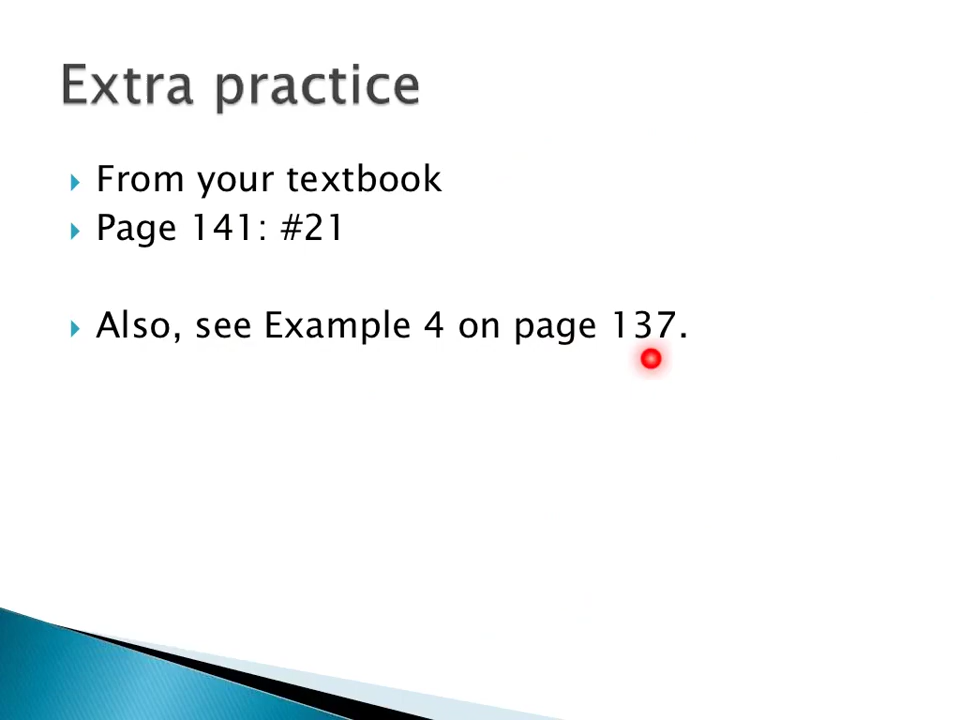 Extra practice
From your textbook
Page 141: #21
Also, see Example 4 on page 137.